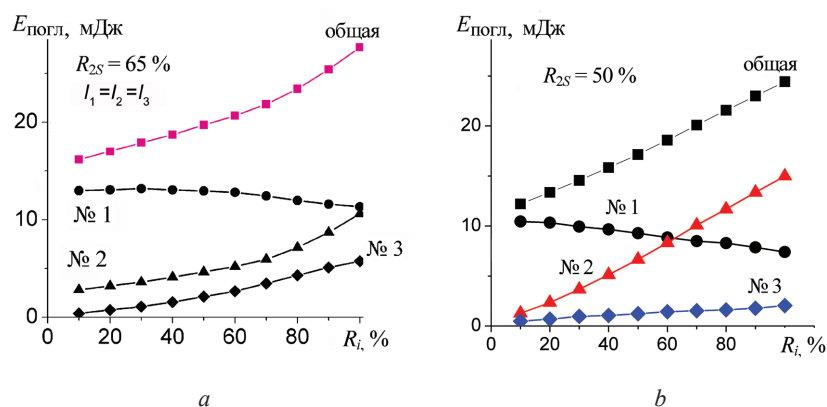 E погл, мДж
общая
R2S = 65 %
I1 = I2 = I3
20
№ 1
10
№ 2
№ 3
0
0 20 40 60 80
Ri, %
a
E погл, мДж
общая
R2S = 50 %
20
№ 1
10
№ 2
№ 3
0
0 20 40 60 80
Ri, %
b